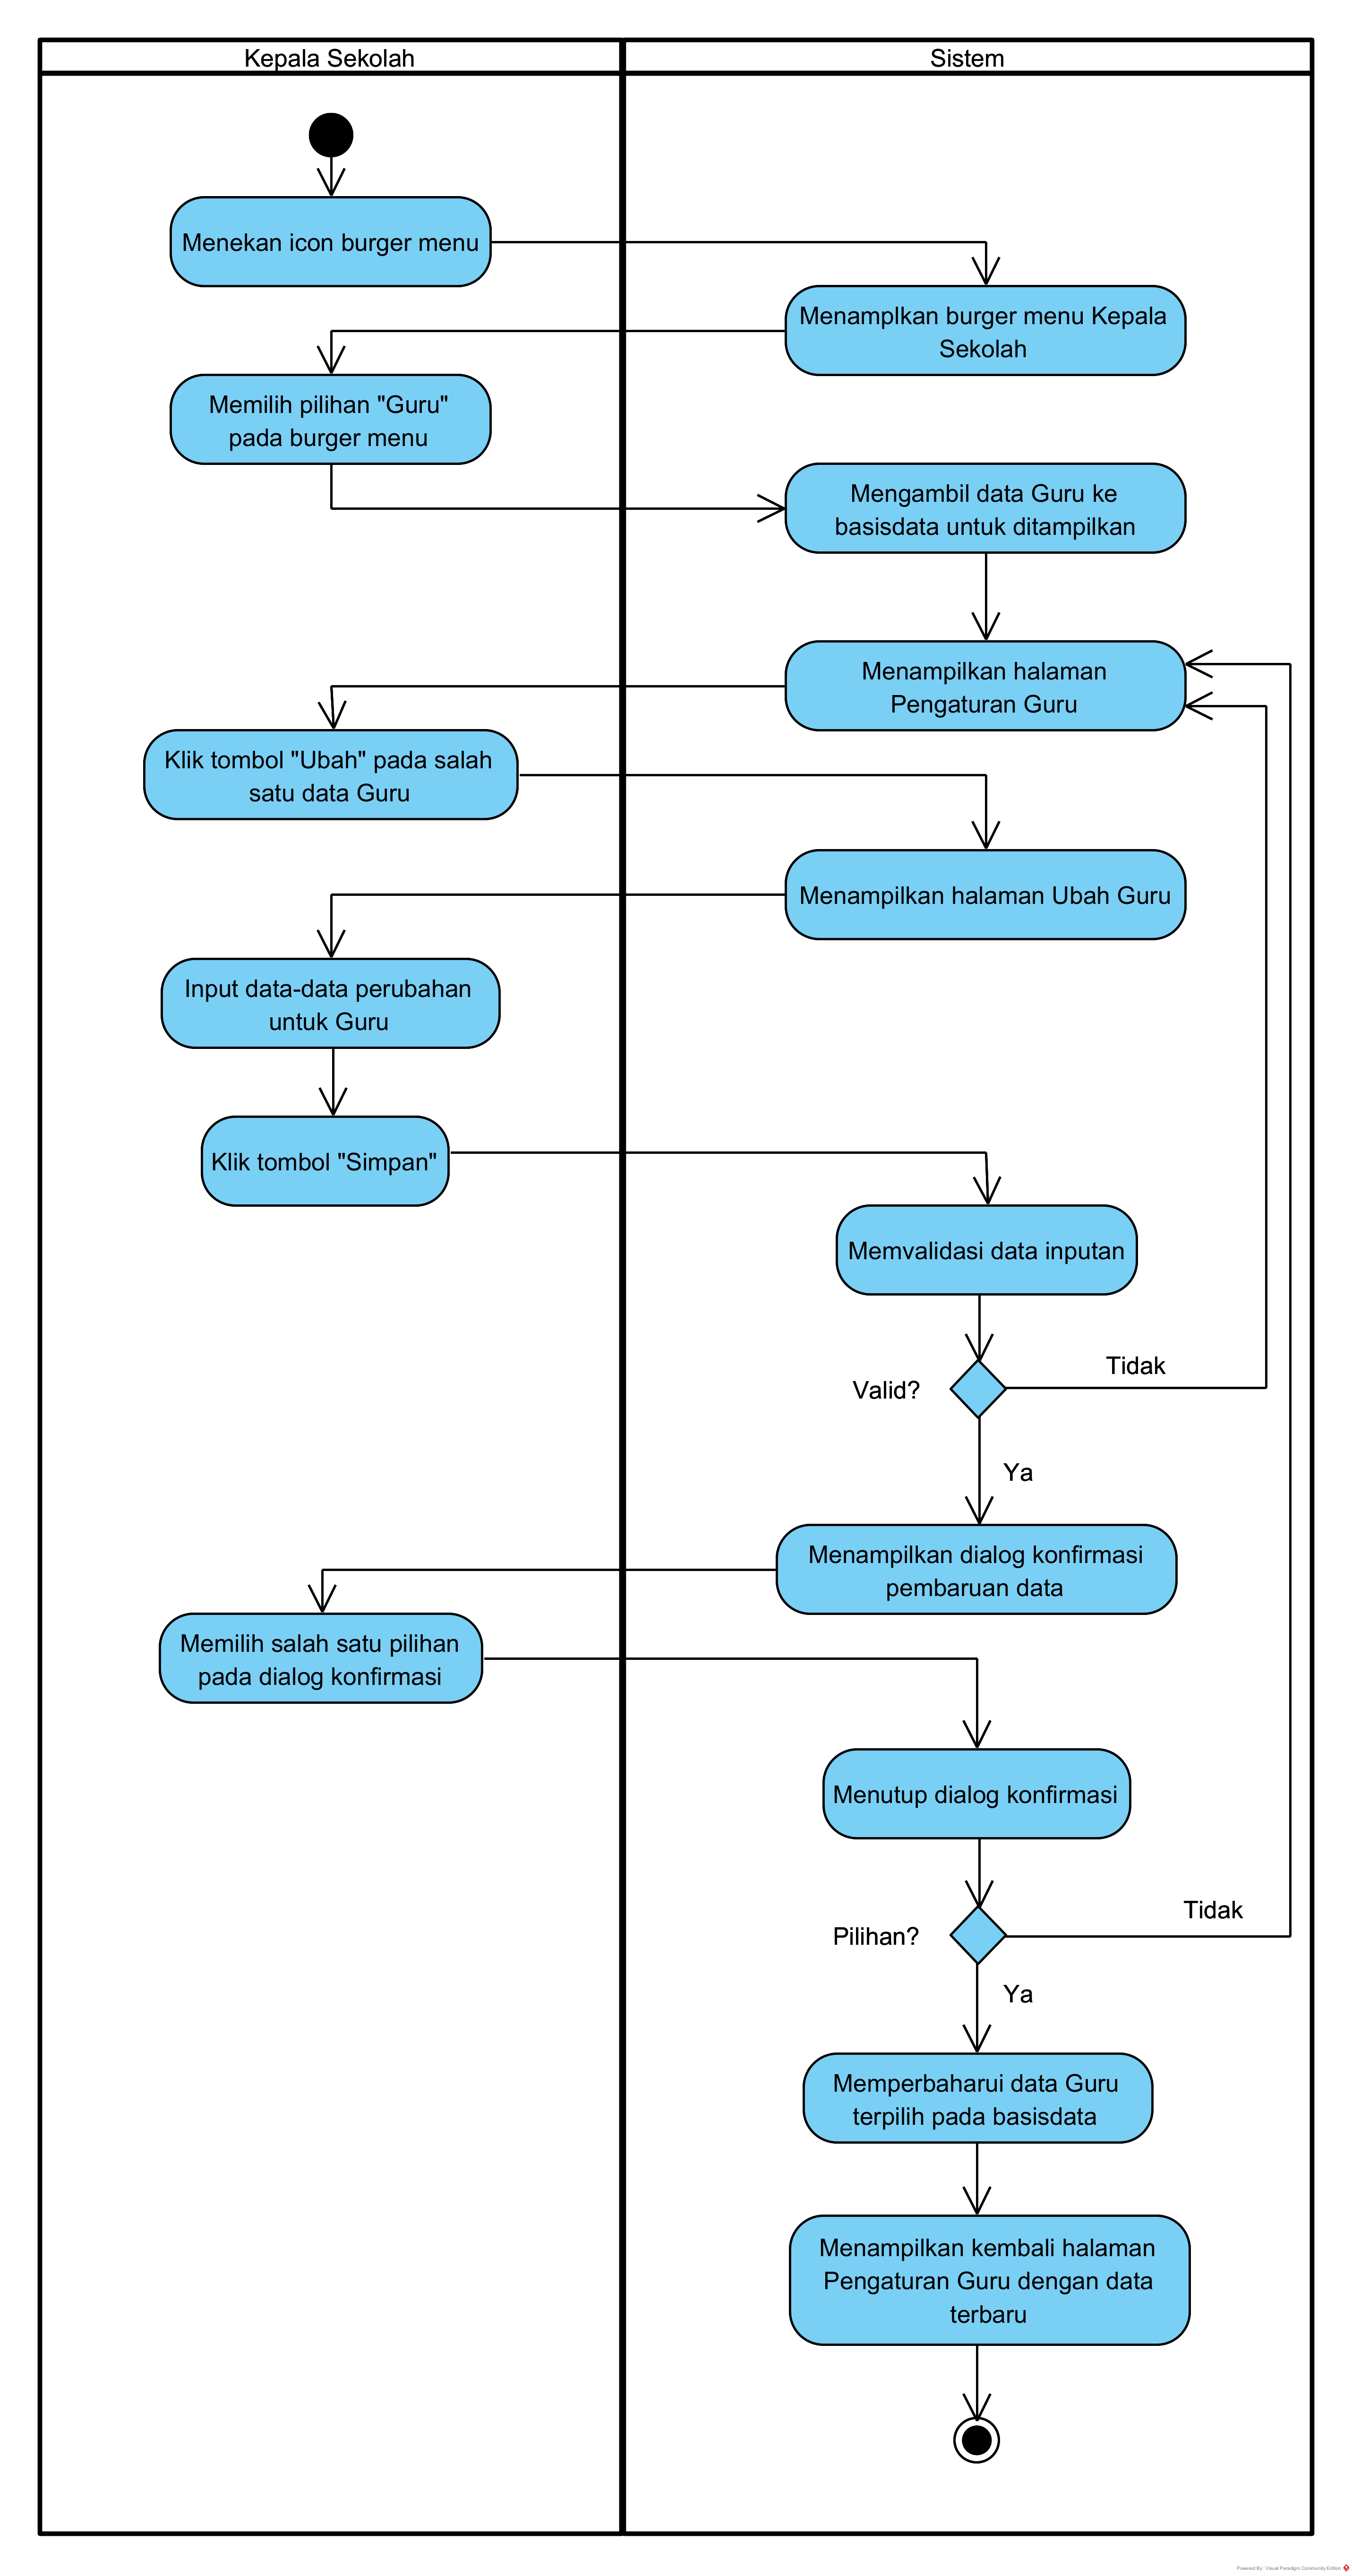 Kepala Sekolah
Sistem
Menekan icon burger menu
Menamplkan burger menu Kepala
Sekolah
Memilih pilihan "Guru"
pada burger menu
Mengambil data Guru ke
basisdata untuk ditampilkan
Menampilkan halaman
Pengaturan Guru
Klik tombol "Ubah" pada salah
satu data Guru
Menampilkan halaman Ubah Guru
Input data-data perubahan
untuk Guru
Klik tombol "Simpan"
Memvalidasi data inputan
Valid?
Tidak
Ya
Menampilkan dialog konfirmasi
pembaruan data
Memilih salah satu pilihan
pada dialog konfirmasi
Menutup dialog konfirmasi
Pilihan?
Tidak
Ya
Memperbaharui data Guru
terpilih pada basisdata
Menampilkan kembali halaman
Pengaturan Guru dengan data
terbaru
Powered By: Visual Paradigm Community Edition